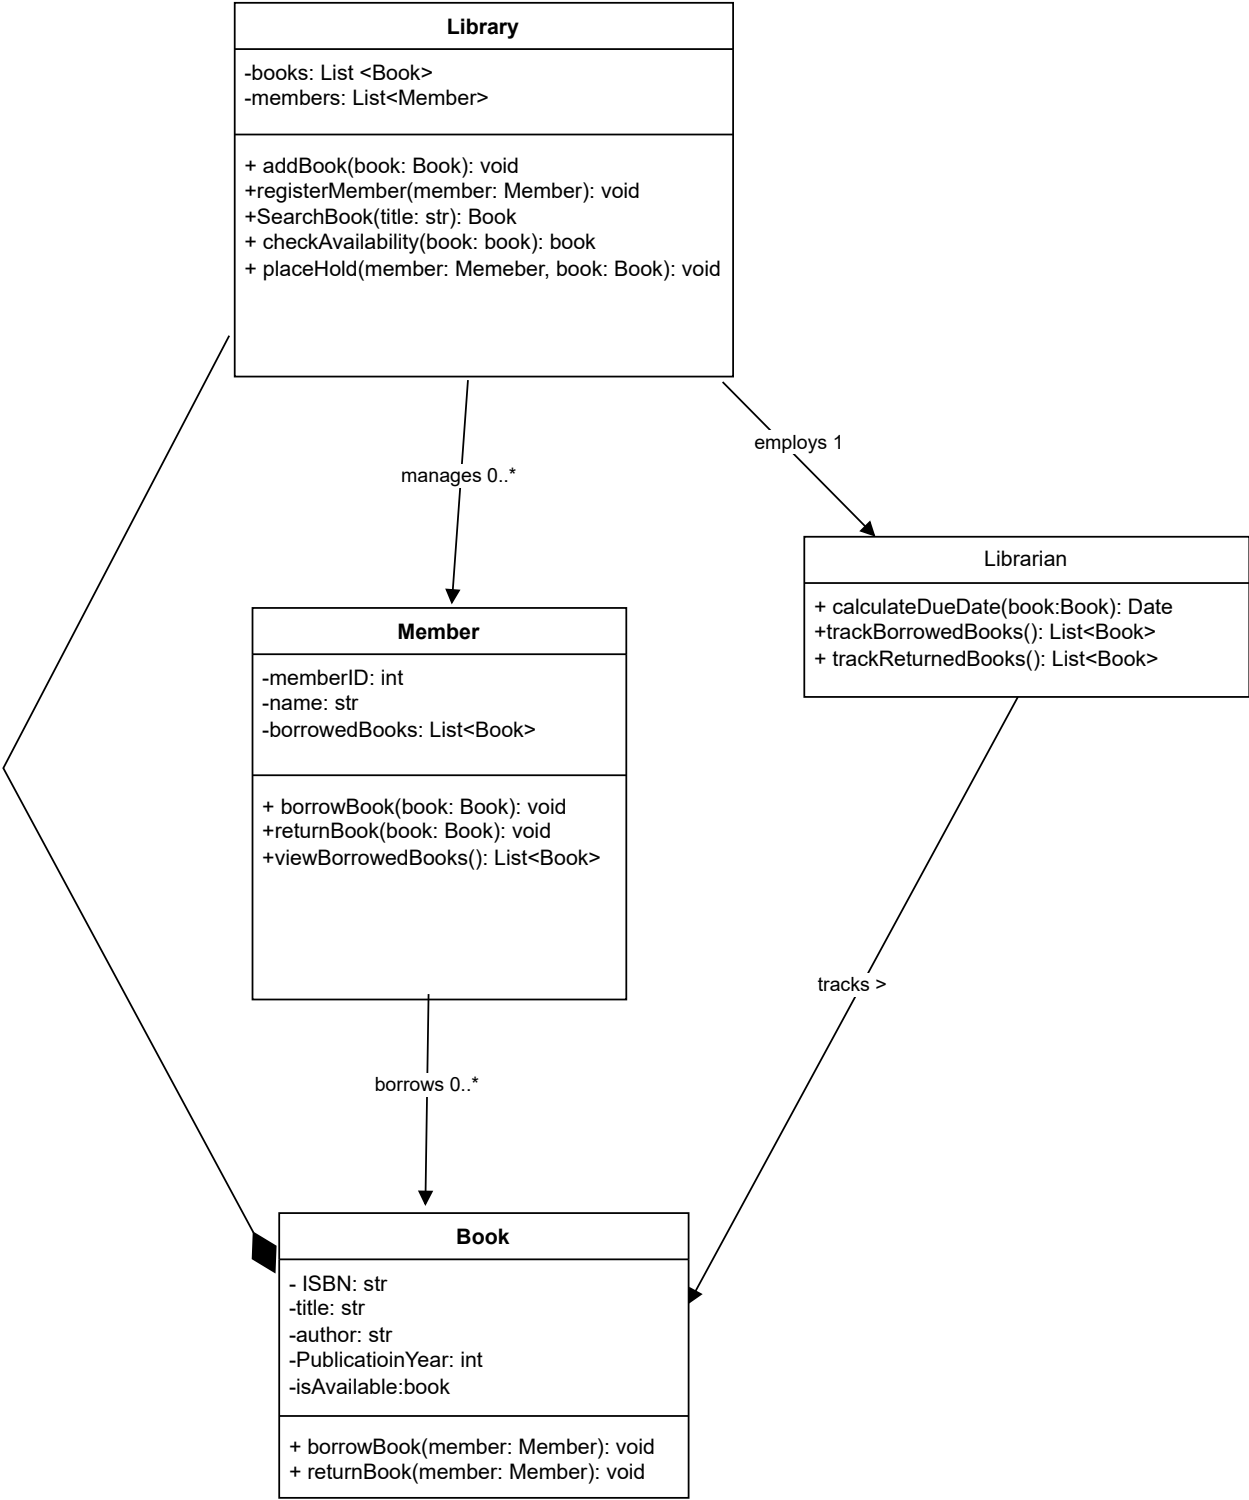 Library
-books: List <Book>
-members: List<Member>
+ addBook(book: Book): void
+registerMember(member: Member): void
+SearchBook(title: str): Book
+ checkAvailability(book: book): book
+ placeHold(member: Memeber, book: Book): void
manages 0..*
employs 1
Librarian
+ calculateDueDate(book:Book): Date
+trackBorrowedBooks(): List<Book>
+ trackReturnedBooks(): List<Book>
Member
-memberID: int
-name: str
-borrowedBooks: List<Book>
+ borrowBook(book: Book): void
+returnBook(book: Book): void
+viewBorrowedBooks(): List<Book>
tracks >
borrows 0..*
Book
- ISBN: str
-title: str
-author: str
-PublicatioinYear: int
-isAvailable:book
+ borrowBook(member: Member): void
+ returnBook(member: Member): void